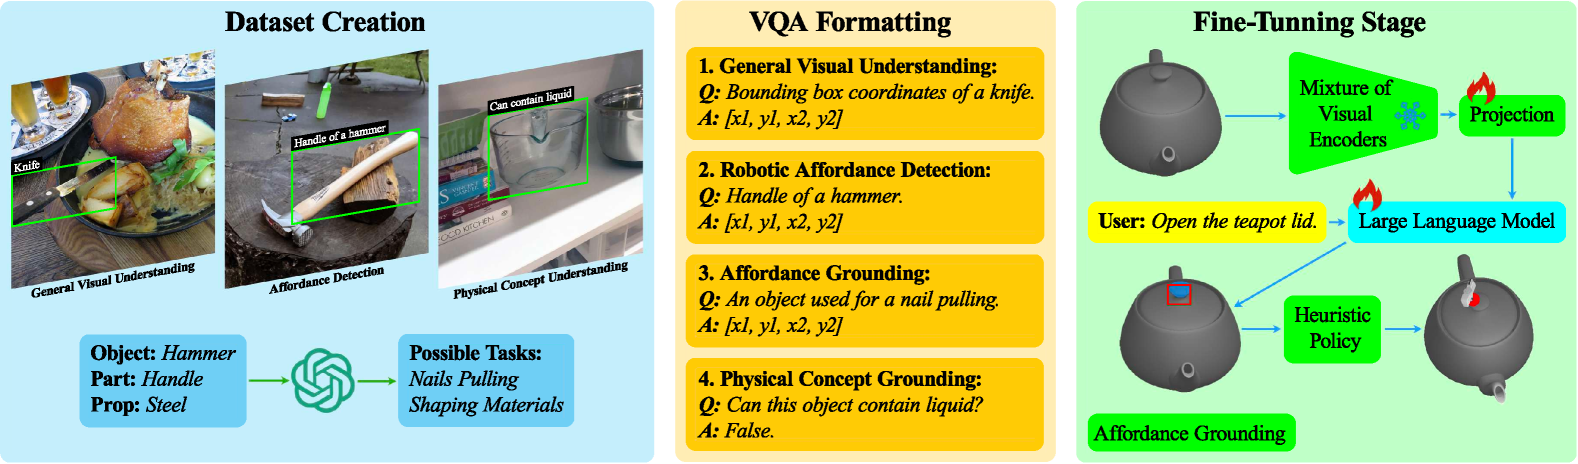 Dataset Creation
Knife
Handle of a hammer
Can contain liquid
FOOD KITCHEN
General Visual Understanding
Affordance Detection
Physical Concept Understanding
Object: Hammer
Part: Handle
Prop: Steel
Possible Tasks:
Nails Pulling
Shaping Materials
VQA Formatting
1. General Visual Understanding:
Q: Bounding box coordinates of a knife.
A: [x1, y1, x2, y2]
2. Robotic Affordance Detection:
Q: Handle of a hammer.
A: [x1, y1, x2, y2]
3. Affordance Grounding:
Q: An object used for a nail pulling.
A: [x1, y1, x2, y2]
4. Physical Concept Grounding:
Q: Can this object contain liquid?
A: False.
Fine-Tunning Stage
Mixture of
Visual
Encoders
Projection
User: Open the teapot lid.
Large Language Model
Heuristic
Policy
Affordance Grounding